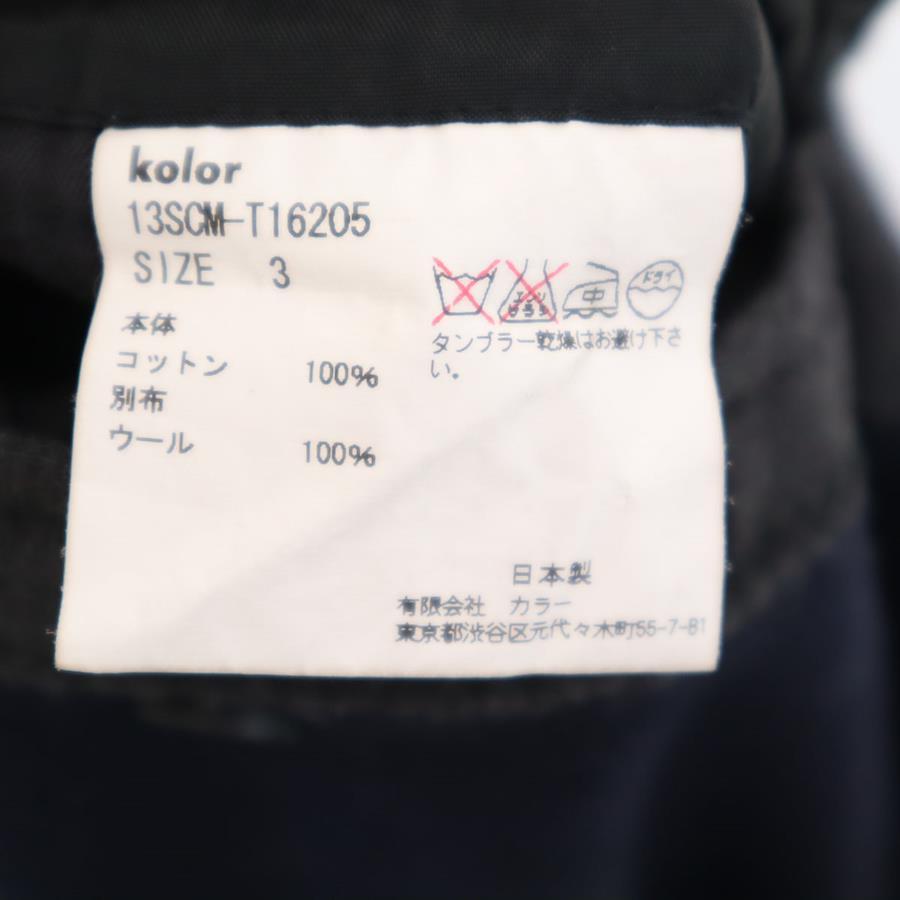 kolor
13SCM-T16205
SIZE 3
本体
コットン 100%
別布
ウール 100%
エンソ
サラシ
中
ドライ
タンブラー乾燥はお避け下さ
い。
日本製
有限会社 カラー
東京都渋谷区元代々木町55-7-B1